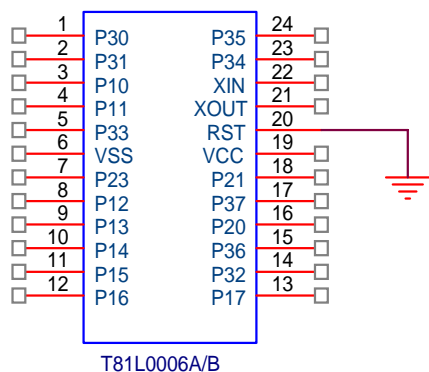 1 P30 P35 24
2 P31 P34 23
3 P10 XIN 22
4 P11 XOUT 21
5 P33 RST 20
6 VSS VCC 19
7 P23 P21 18
8 P12 P37 17
9 P13 P20 16
10 P14 P36 15
11 P15 P32 14
12 P16 P17 13
T81L0006A/B